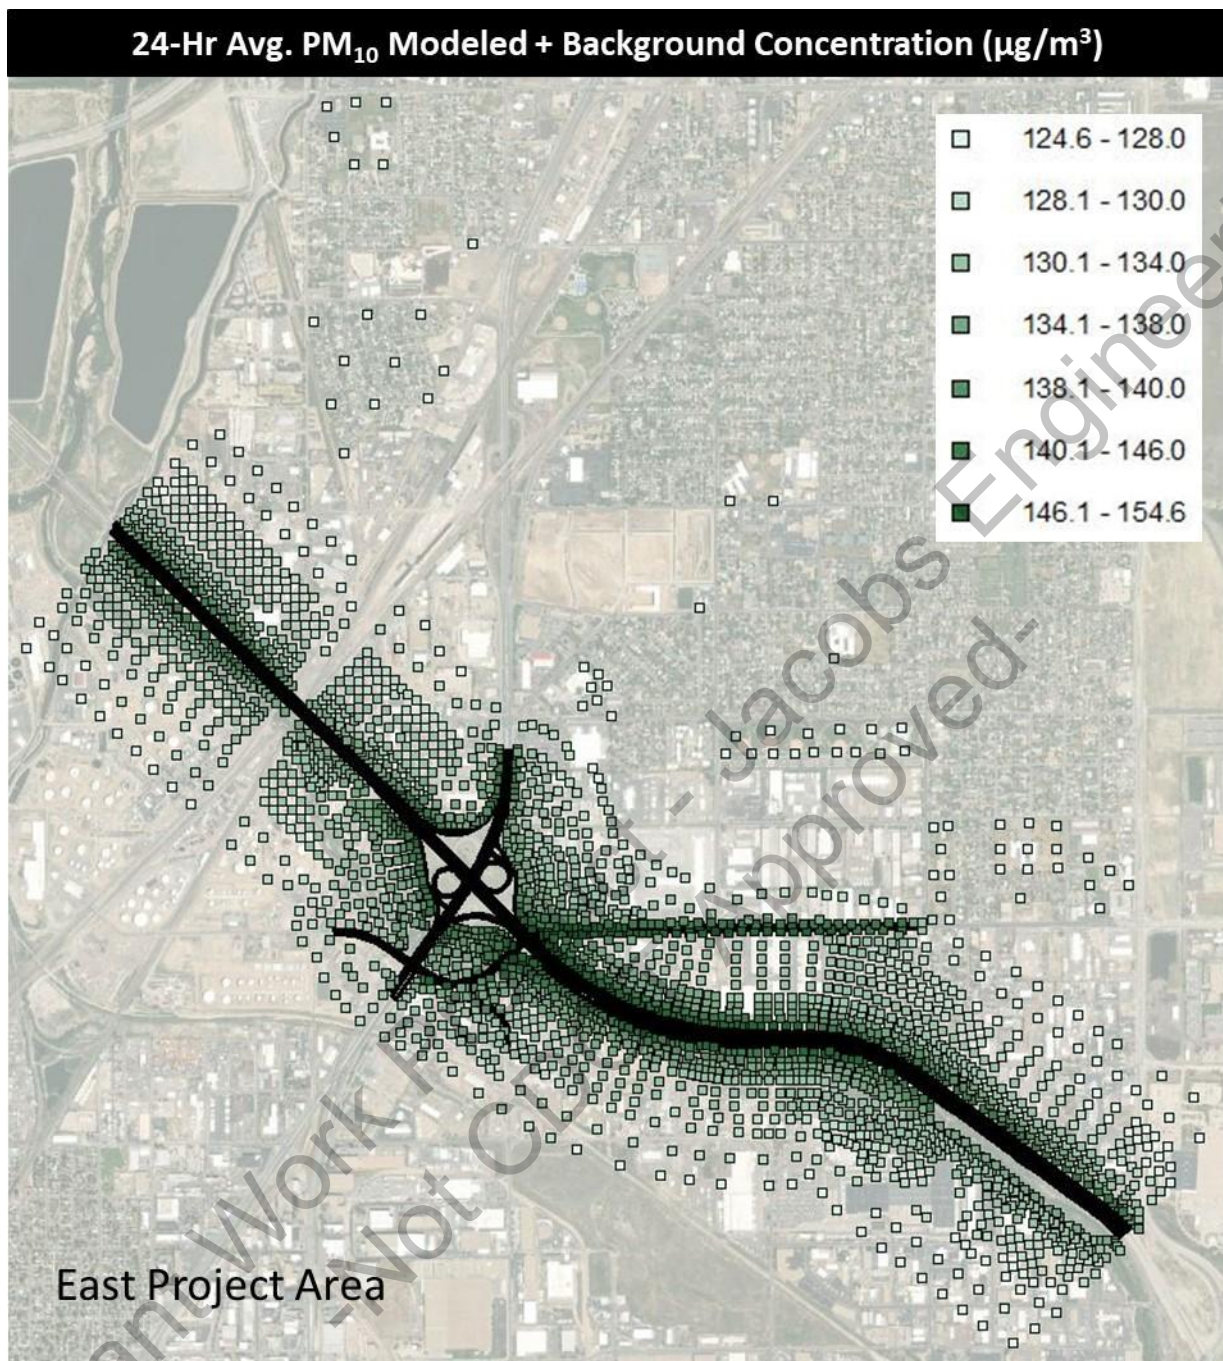 24-Hr Avg. PM₁₀ Modeled + Background Concentration (µg/m³)
124.6 - 128.0
128.1 - 130.0
130.1 - 134.0
134.1 - 138.0
138.1 - 140.0
140.1 - 146.0
146.1 - 154.6
Work - Jacobs Engineer
-Not Approved-
East Project Area